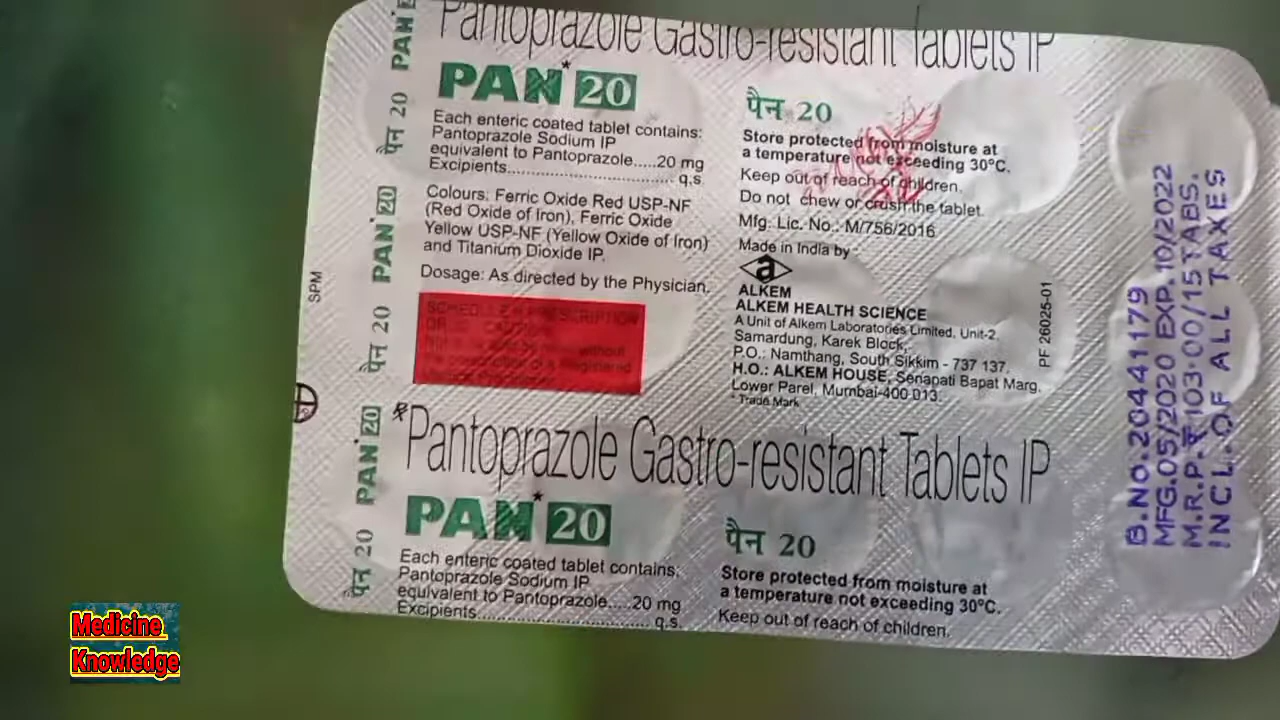 Pantoprazole Gastro-resistant Tablets IP
PAN* 20
Each enteric coated tablet contains:
Pantoprazole Sodium IP
equivalent to Pantoprazole.....20 mg
Excipients.................................... q.s.
Colours: Ferric Oxide Red USP-NF
(Red Oxide of Iron), Ferric Oxide
Yellow USP-NF (Yellow Oxide of Iron)
and Titanium Dioxide IP.
Dosage: As directed by the Physician.
पैन 20
Store protected from moisture at
a temperature not exceeding 30°C.
Keep out of reach of children.
Do not chew or crush the tablet.
Mfg. Lic. No.: M/756/2016
Made in India by
a
ALKEM
ALKEM HEALTH SCIENCE
A Unit of Alkem Laboratories Limited, Unit-2,
Samardung, Karek Block,
P.O.: Namthang, South Sikkim - 737 137.
H.O.: ALKEM HOUSE, Senapati Bapat Marg,
Lower Parel, Mumbai-400 013.
* Trade Mark
PF 26025-01
SPM
PAN 20
पैन 20
PAN 20
पैन 20
PAN 20
पैन 20
B.NO.20441179
MFG.05/2020 EXP.10/2022
M.R.P.₹103.00/15TABS.
INCL.OF ALL TAXES
Pantoprazole Gastro-resistant Tablets IP
PAN* 20
Each enteric coated tablet contains:
Pantoprazole Sodium IP
equivalent to Pantoprazole.....20 mg
Excipients.................................... q.s.
पैन 20
Store protected from moisture at
a temperature not exceeding 30°C.
Keep out of reach of children.
Medicine
Knowledge